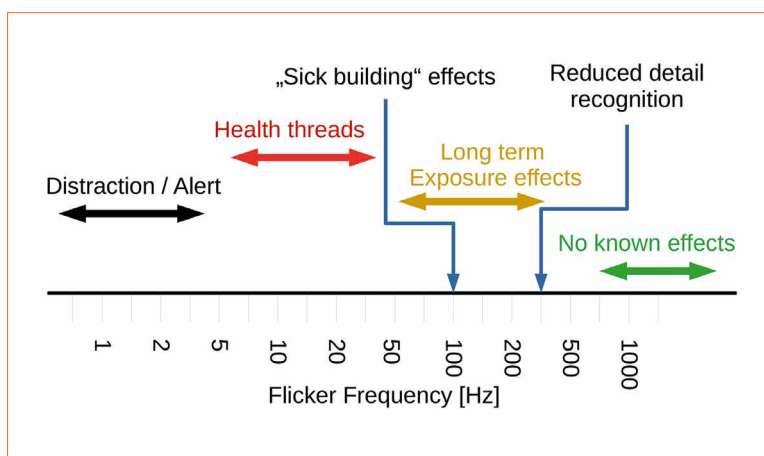 „Sick building“ effects
Reduced detail
recognition
Health threads
Long term
Exposure effects
Distraction / Alert
No known effects
1
2
5
10
20
50
100
200
500
1000
Flicker Frequency [Hz]